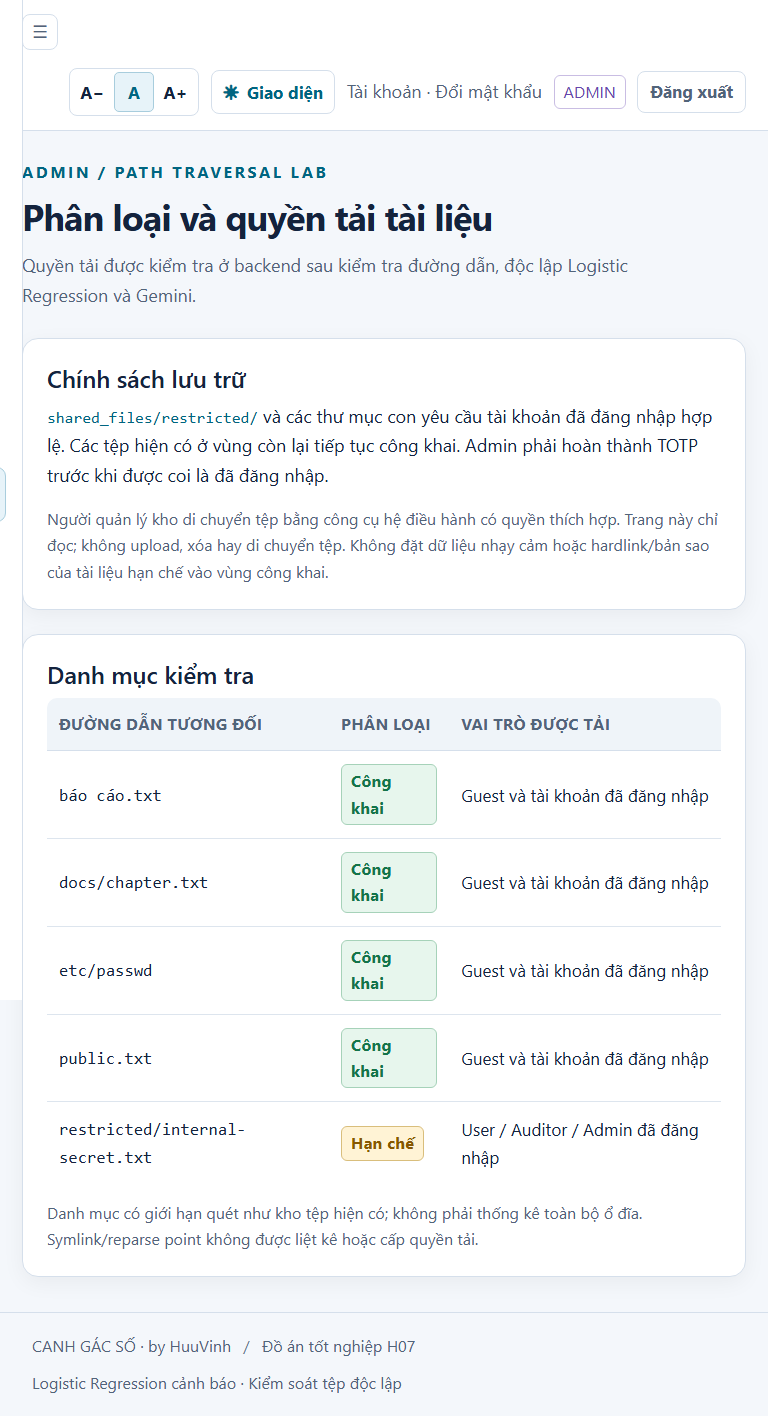 ☰
A− A A+ Giao diện Tài khoản · Đổi mật khẩu ADMIN Đăng xuất
ADMIN / PATH TRAVERSAL LAB
Phân loại và quyền tải tài liệu
Quyền tải được kiểm tra ở backend sau kiểm tra đường dẫn, độc lập Logistic
Regression và Gemini.
Chính sách lưu trữ
shared_files/restricted/ và các thư mục con yêu cầu tài khoản đã đăng nhập hợp
lệ. Các tệp hiện có ở vùng còn lại tiếp tục công khai. Admin phải hoàn thành TOTP
trước khi được coi là đã đăng nhập.
Người quản lý kho di chuyển tệp bằng công cụ hệ điều hành có quyền thích hợp. Trang này chỉ
đọc; không upload, xóa hay di chuyển tệp. Không đặt dữ liệu nhạy cảm hoặc hardlink/bản sao
của tài liệu hạn chế vào vùng công khai.
Danh mục kiểm tra
ĐƯỜNG DẪN TƯƠNG ĐỐI PHÂN LOẠI VAI TRÒ ĐƯỢC TẢI
báo cáo.txt Công khai Guest và tài khoản đã đăng nhập
docs/chapter.txt Công khai Guest và tài khoản đã đăng nhập
etc/passwd Công khai Guest và tài khoản đã đăng nhập
public.txt Công khai Guest và tài khoản đã đăng nhập
restricted/internal-secret.txt Hạn chế User / Auditor / Admin đã đăng nhập
Danh mục có giới hạn quét như kho tệp hiện có; không phải thống kê toàn bộ ổ đĩa.
Symlink/reparse point không được liệt kê hoặc cấp quyền tải.
CANH GÁC SỐ · by HuuVinh / Đồ án tốt nghiệp H07
Logistic Regression cảnh báo · Kiểm soát tệp độc lập